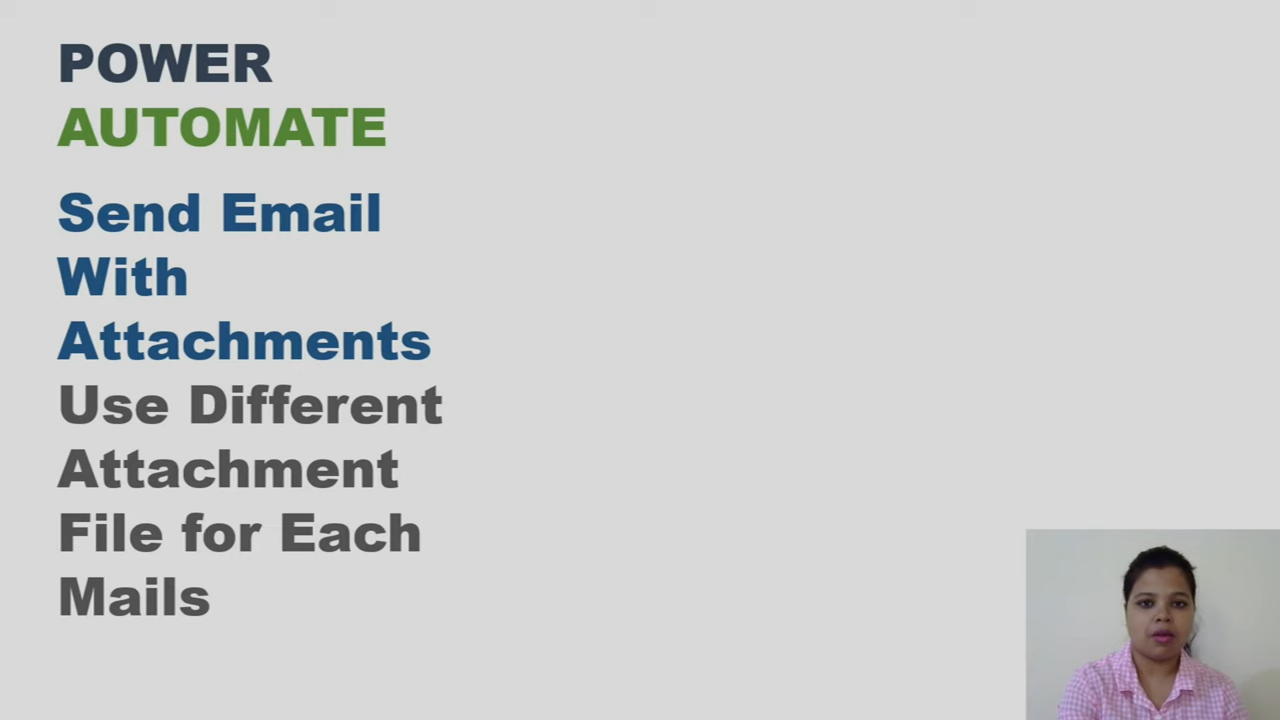 POWER
AUTOMATE
Send Email
With
Attachments
Use Different
Attachment
File for Each
Mails